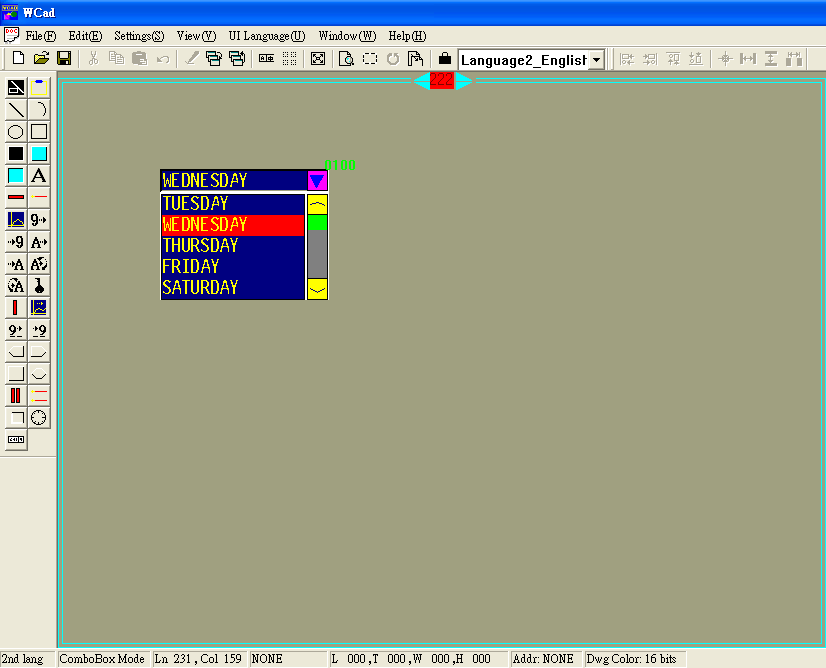 WCad
File(F) Edit(E) Settings(S) View(V) UI Language(U) Window(W) Help(H)
Language2_English
222
D100
WEDNESDAY
TUESDAY
WEDNESDAY
THURSDAY
FRIDAY
SATURDAY
2nd lang ComboBox Mode Ln 231 , Col 159 NONE L 000 ,T 000 ,W 000 ,H 000 Addr: NONE Dwg Color: 16 bits